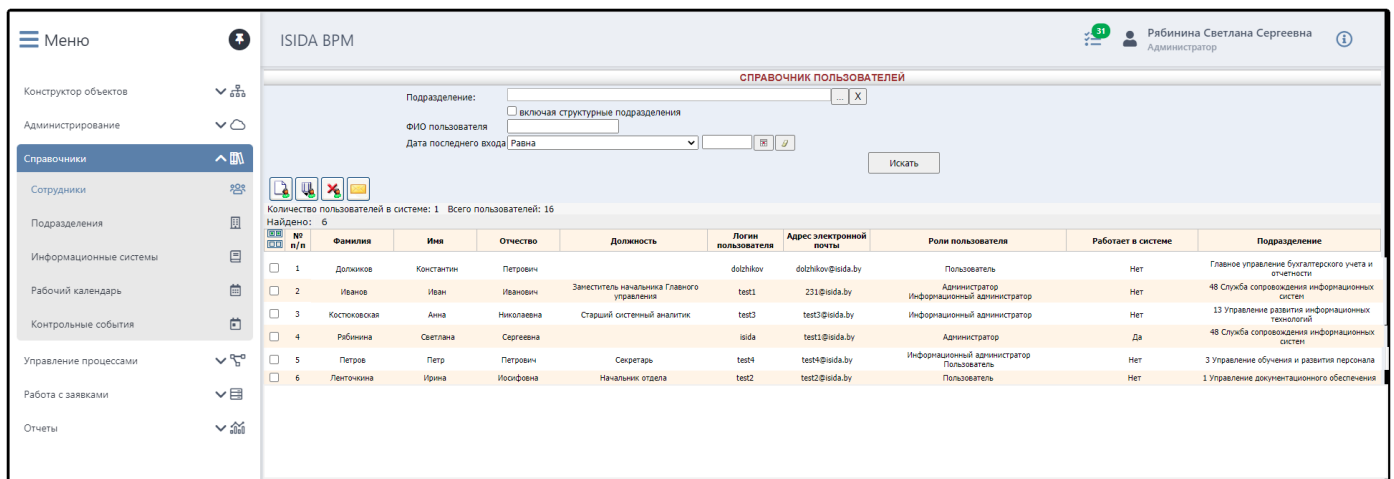 Меню
ISIDA BPM
31
Рябинина Светлана Сергеевна
Администратор
Конструктор объектов
Администрирование
Справочники
Сотрудники
Подразделения
Информационные системы
Рабочий календарь
Контрольные события
Управление процессами
Работа с заявками
Отчеты
СПРАВОЧНИК ПОЛЬЗОВАТЕЛЕЙ
Подразделение: ... X
включая структурные подразделения
ФИО пользователя
Дата последнего входа Равна
Искать
Количество пользователей в системе: 1 Всего пользователей: 16
Найдено: 6
№ п/п Фамилия Имя Отчество Должность Логин пользователя Адрес электронной почты Роли пользователя Работает в системе Подразделение
1 Должиков Константин Петрович dolzhikov dolzhikov@isida.by Пользователь Нет Главное управление бухгалтерского учета и отчетности
2 Иванов Иван Иванович Заместитель начальника Главного управления test1 231@isida.by Администратор Информационный администратор Нет 48 Служба сопровождения информационных систем
3 Костюковская Анна Николаевна Старший системный аналитик test3 test3@isida.by Информационный администратор Нет 13 Управление развития информационных технологий
4 Рябинина Светлана Сергеевна isida test1@isida.by Администратор Да 48 Служба сопровождения информационных систем
5 Петров Петр Петрович Секретарь test4 test4@isida.by Информационный администратор Пользователь Нет 3 Управление обучения и развития персонала
6 Ленточкина Ирина Иосифовна Начальник отдела test2 test2@isida.by Пользователь Нет 1 Управление документационного обеспечения